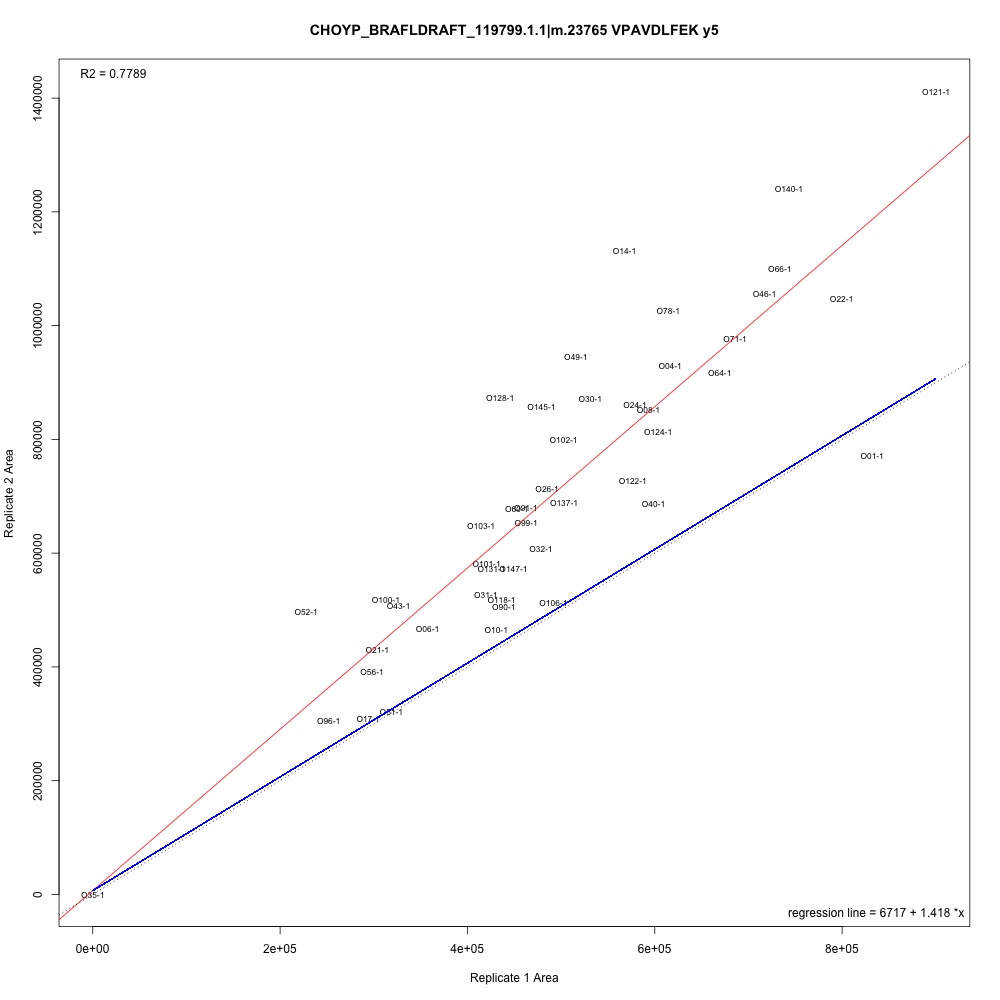 CHOYP_BRAFLDRAFT_119799.1.1|m.23765 VPAVDLFEK y5
R2 = 0.7789
1400000
1200000
1000000
800000
600000
400000
200000
0
Replicate 2 Area
O121-1
O140-1
O14-1
O66-1
O46-1
O22-1
O78-1
O71-1
O49-1
O04-1
O64-1
O128-1
O30-1
O145-1
O24-1
O08-1
O124-1
O102-1
O01-1
O122-1
O26-1
O137-1
O40-1
O91-1
O99-1
O103-1
O32-1
O101-1
O131-1
O147-1
O31-1
O100-1
O118-1
O43-1
O90-1
O106-1
O52-1
O06-1
O10-1
O21-1
O56-1
O17-1
O96-1
O35-1
regression line = 6717 + 1.418 *x
0e+00
2e+05
4e+05
6e+05
8e+05
Replicate 1 Area